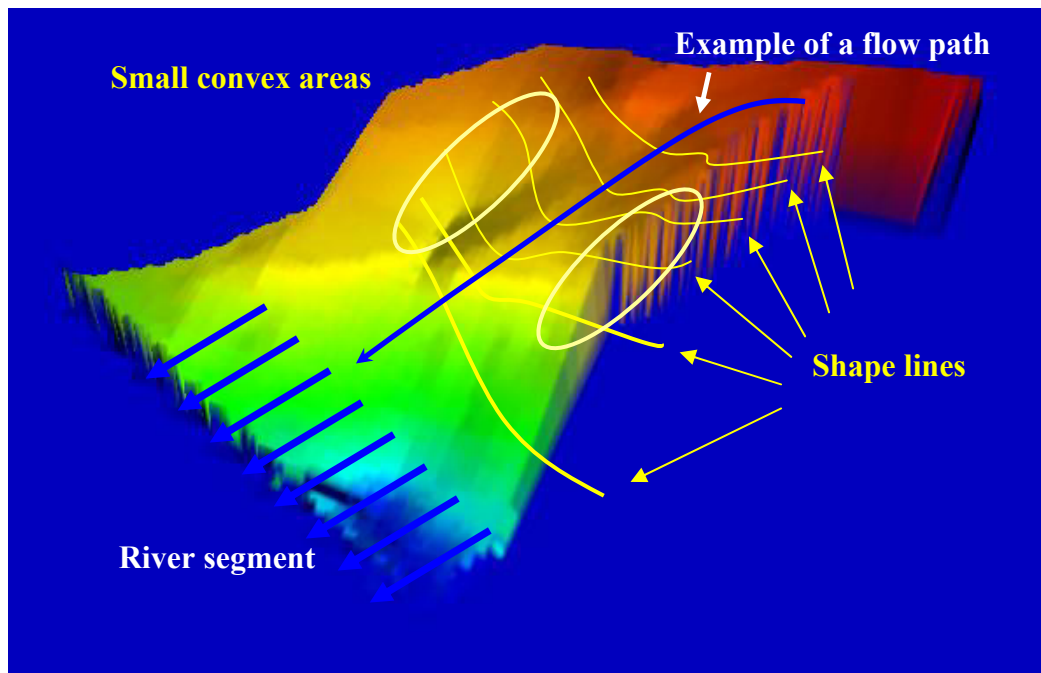 Example of a flow path
Small convex areas
Shape lines
River segment